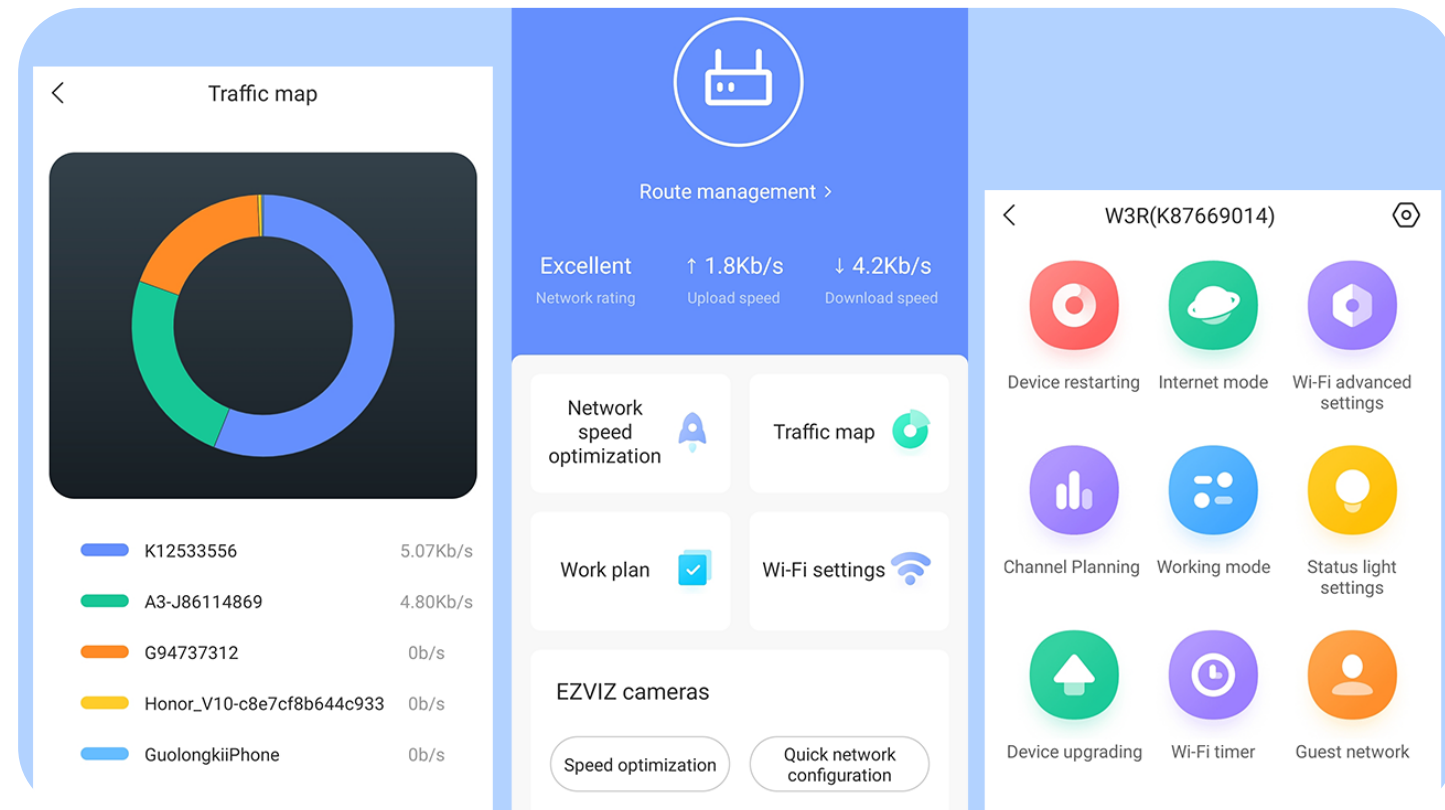 Traffic map
K12533556 5.07Kb/s
A3-J86114869 4.80Kb/s
G94737312 0b/s
Honor_V10-c8e7cf8b644c933 0b/s
GuolongkiiPhone 0b/s
Route management >
Excellent ↑ 1.8Kb/s ↓ 4.2Kb/s
Network rating Upload speed Download speed
Network
speed
optimization
Traffic map
Work plan
Wi-Fi settings
EZVIZ cameras
Speed optimization
Quick network
configuration
W3R(K87669014)
Device restarting
Internet mode
Wi-Fi advanced
settings
Channel Planning
Working mode
Status light
settings
Device upgrading
Wi-Fi timer
Guest network